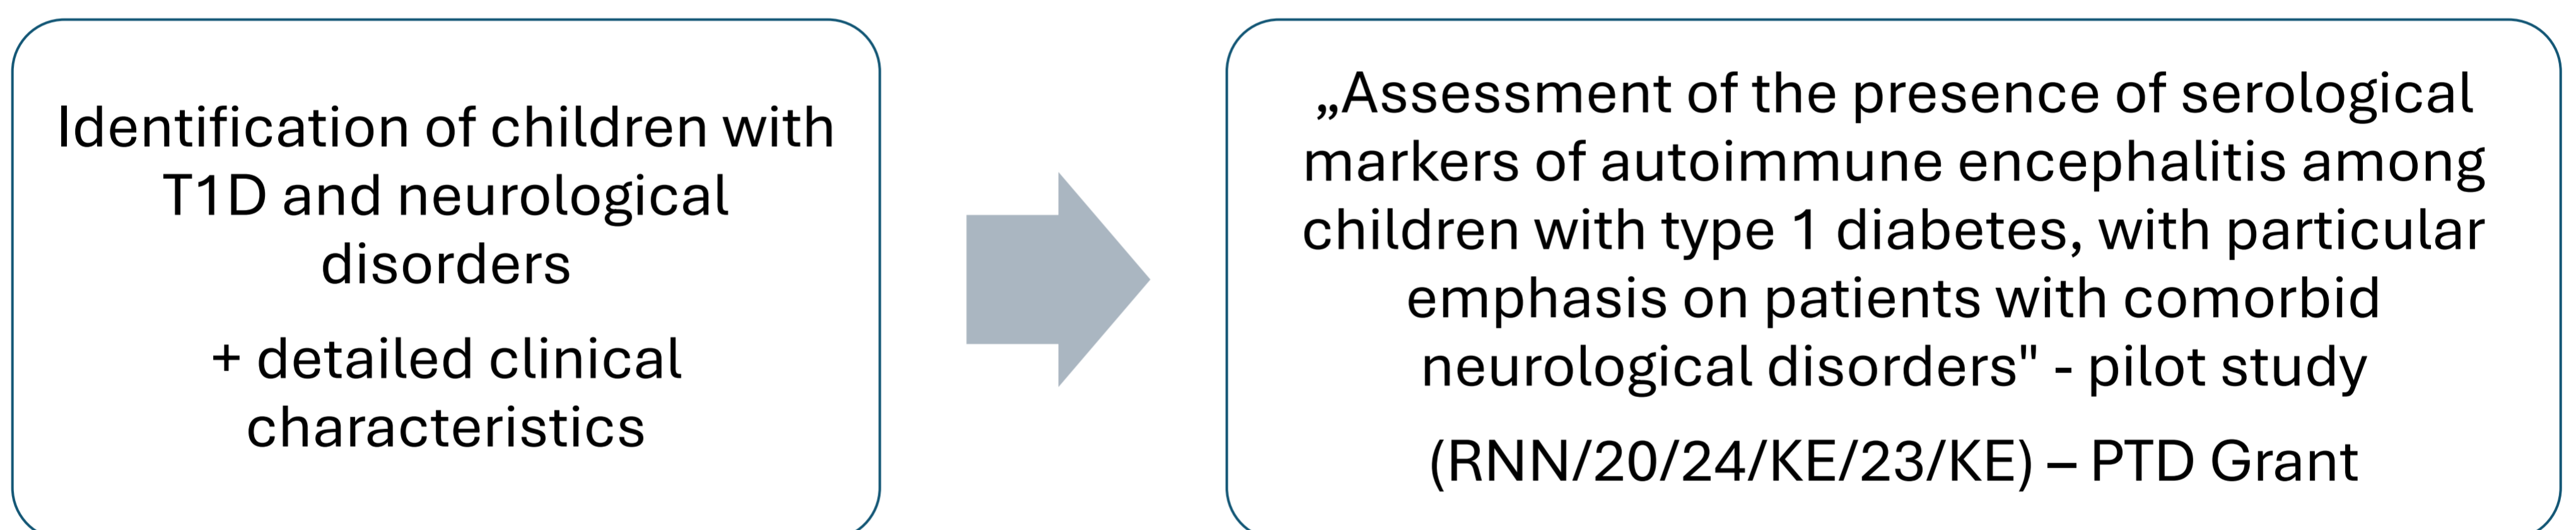 Identification of children with
T1D and neurological
disorders
+ detailed clinical
characteristics
„Assessment of the presence of serological
markers of autoimmune encephalitis among
children with type 1 diabetes, with particular
emphasis on patients with comorbid
neurological disorders" - pilot study
(RNN/20/24/KE/23/KE) – PTD Grant